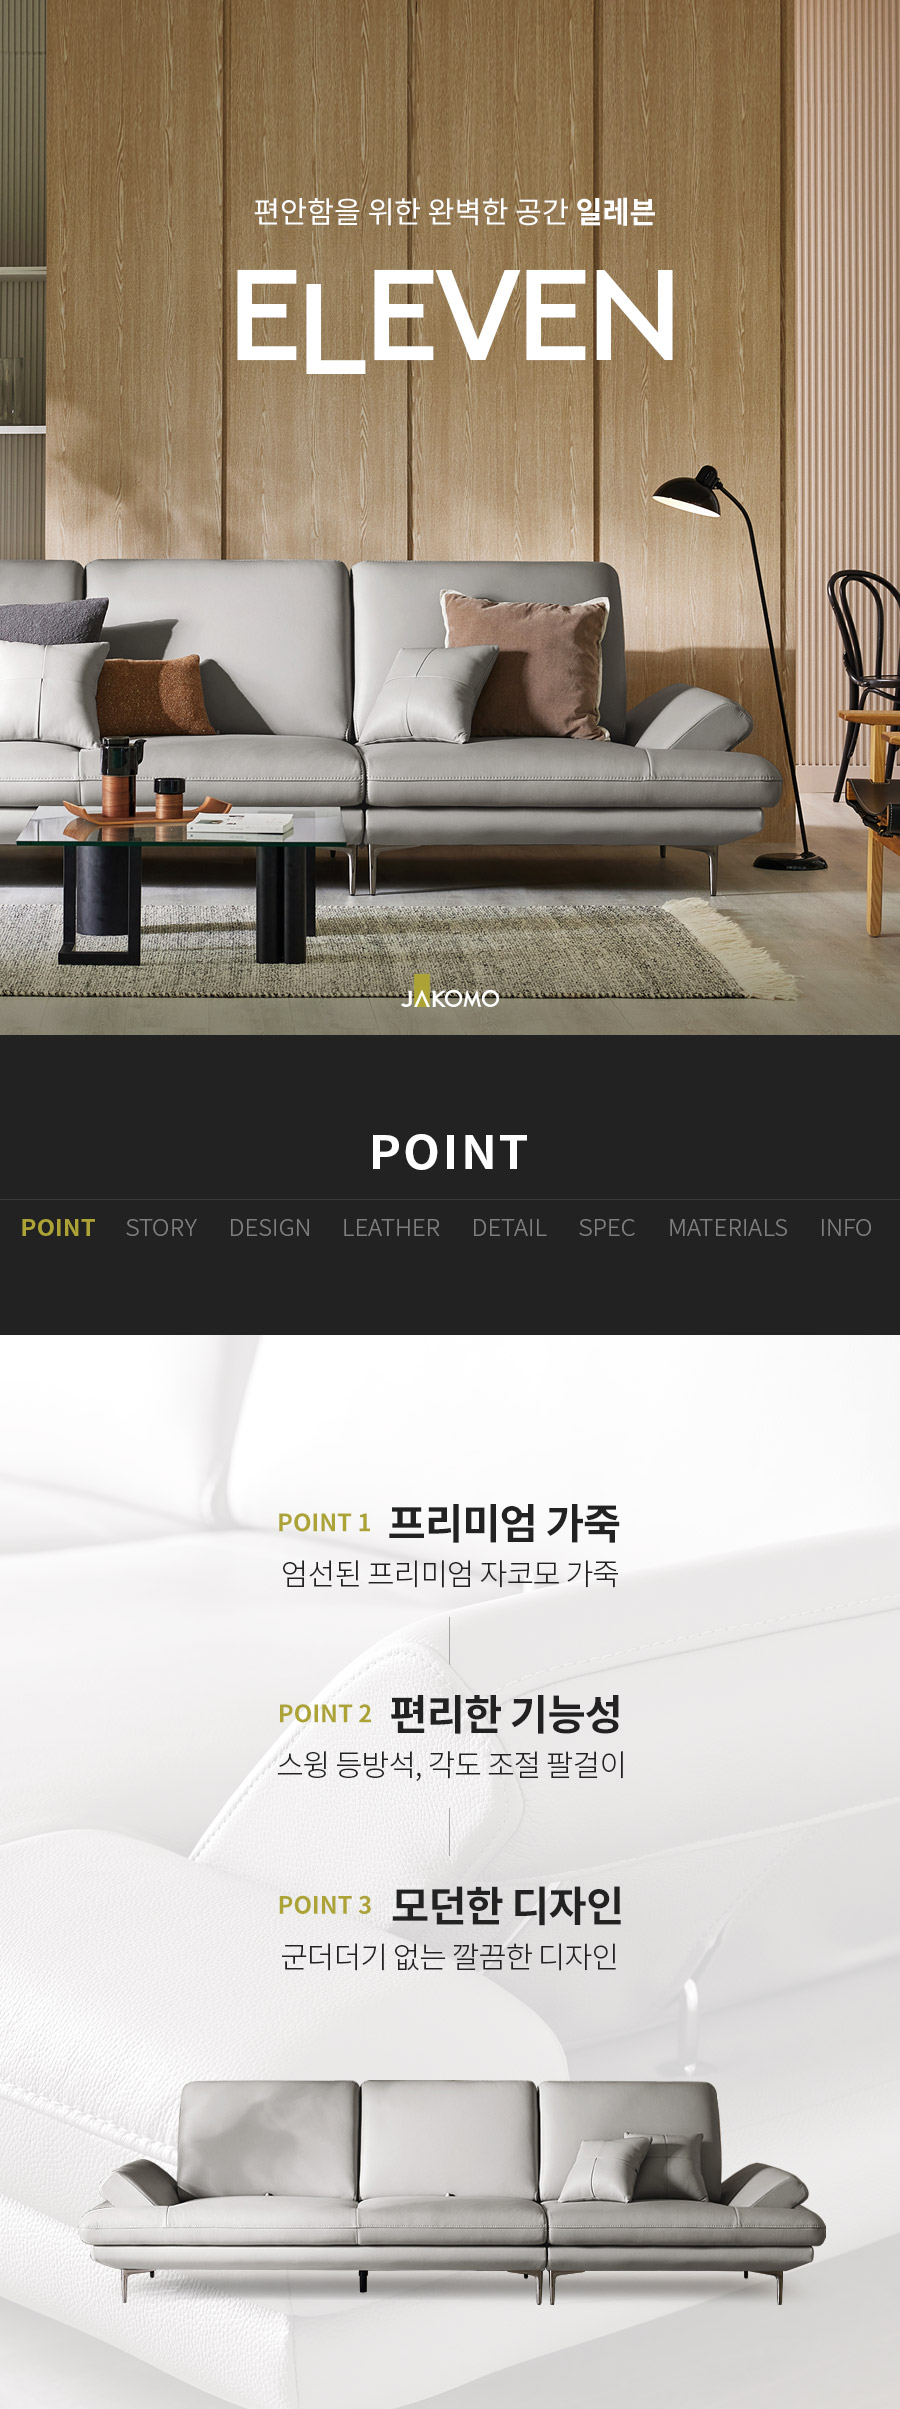 편안함을 위한 완벽한 공간 일레븐
ELEVEN
JAKOMO
POINT
POINT STORY DESIGN LEATHER DETAIL SPEC MATERIALS INFO
POINT 1 프리미엄 가죽
엄선된 프리미엄 자코모 가죽
POINT 2 편리한 기능성
스윙 등방석, 각도 조절 팔걸이
POINT 3 모던한 디자인
군더더기 없는 깔끔한 디자인